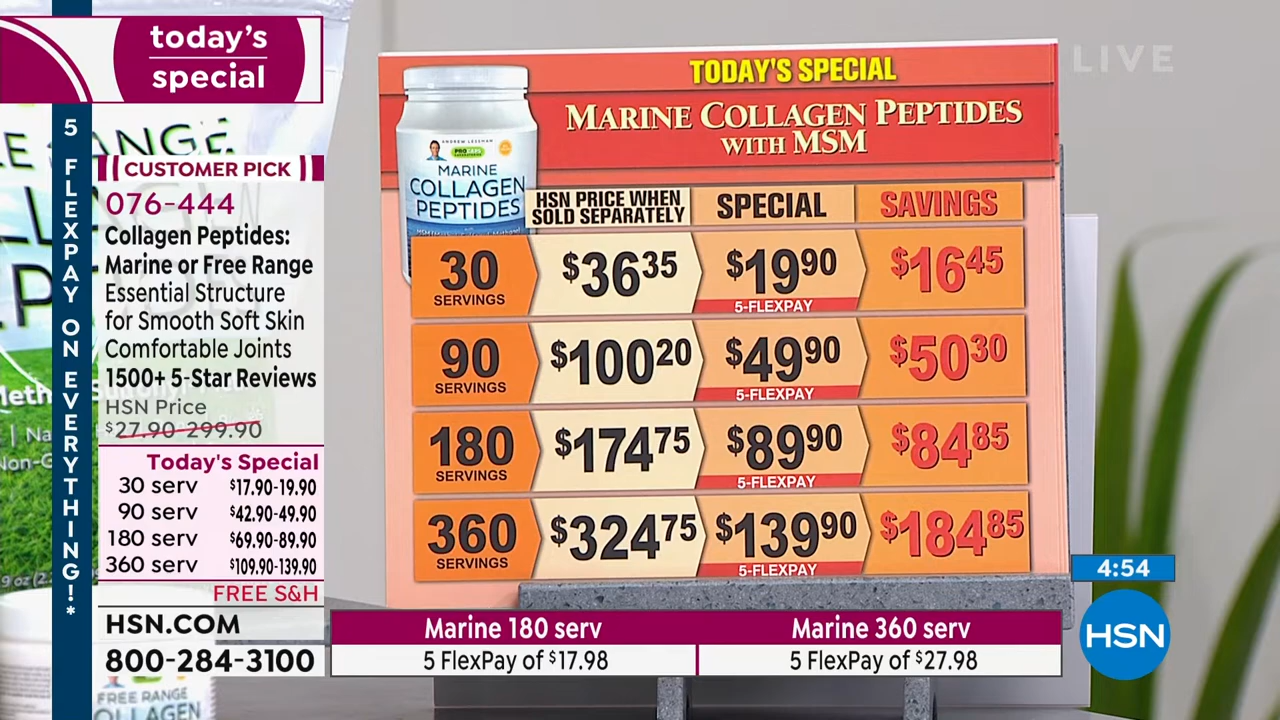 today's
special
5 FLEXPAY ON EVERYTHING!*
CUSTOMER PICK
076-444
Collagen Peptides:
Marine or Free Range
Essential Structure
for Smooth Soft Skin
Comfortable Joints
1500+ 5-Star Reviews
HSN Price
$27.90-299.90
Today's Special
30 serv $17.90-19.90
90 serv $42.90-49.90
180 serv $69.90-89.90
360 serv $109.90-139.90
FREE S&H
HSN.COM
800-284-3100
LIVE
TODAY'S SPECIAL
MARINE COLLAGEN PEPTIDES
WITH MSM
ANDREW LESSMAN
PROCAPS
LABORATORIES
MARINE
COLLAGEN
PEPTIDES
HSN PRICE WHEN
SOLD SEPARATELY
SPECIAL
SAVINGS
30
SERVINGS
$36 35
$19 90
5-FLEXPAY
$16 45
90
SERVINGS
$100 20
$49 90
5-FLEXPAY
$50 30
180
SERVINGS
$174 75
$89 90
5-FLEXPAY
$84 85
360
SERVINGS
$324 75
$139 90
5-FLEXPAY
$184 85
4:54
HSN
Marine 180 serv
5 FlexPay of $17.98
Marine 360 serv
5 FlexPay of $27.98
FREE RANGE